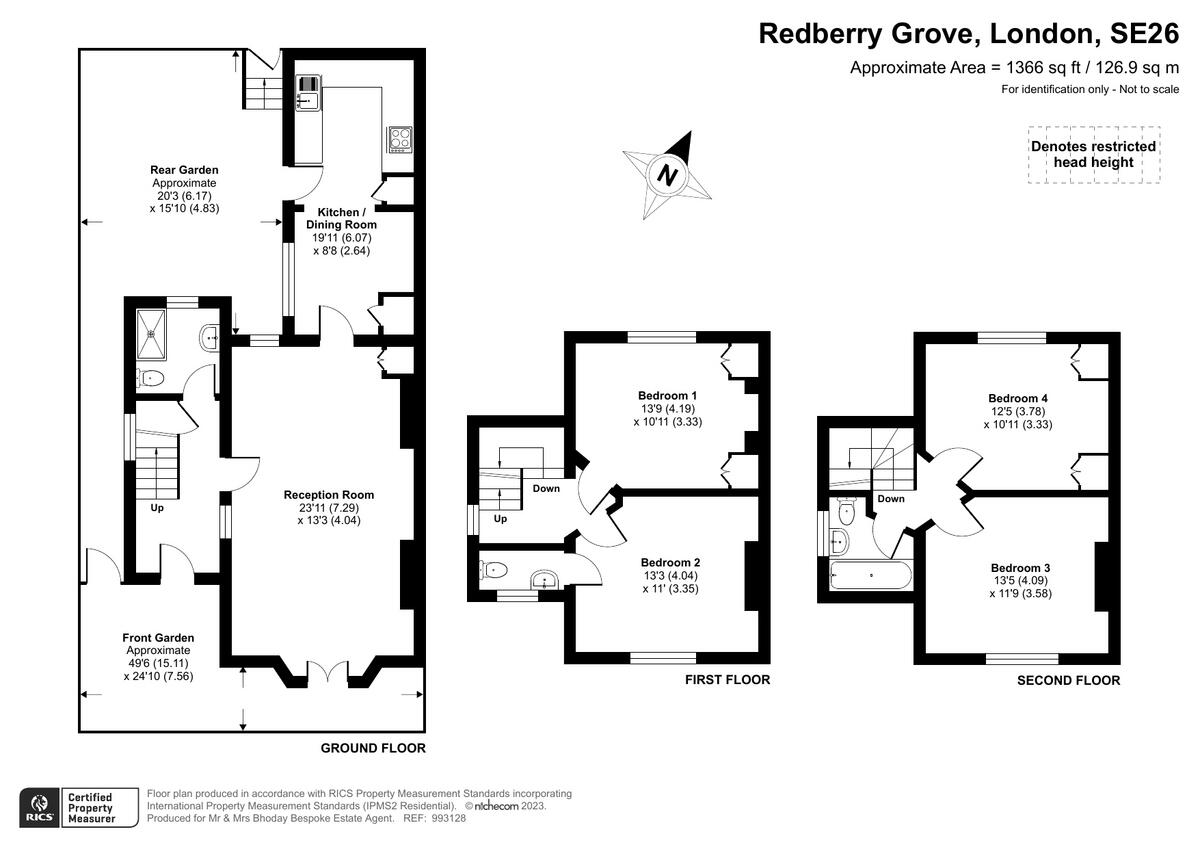 Redberry Grove, London, SE26
Approximate Area = 1366 sq ft / 126.9 sq m
For identification only - Not to scale
Denotes restricted
head height
N
Rear Garden
Approximate
20'3 (6.17)
x 15'10 (4.83)
Kitchen /
Dining Room
19'11 (6.07)
x 8'8 (2.64)
Up
Reception Room
23'11 (7.29)
x 13'3 (4.04)
Front Garden
Approximate
49'6 (15.11)
x 24'10 (7.56)
GROUND FLOOR
Bedroom 1
13'9 (4.19)
x 10'11 (3.33)
Down
Up
Bedroom 2
13'3 (4.04)
x 11' (3.35)
FIRST FLOOR
Bedroom 4
12'5 (3.78)
x 10'11 (3.33)
Down
Bedroom 3
13'5 (4.09)
x 11'9 (3.58)
SECOND FLOOR
RICS
Certified
Property
Measurer
Floor plan produced in accordance with RICS Property Measurement Standards incorporating
International Property Measurement Standards (IPMS2 Residential). © nichecom 2023.
Produced for Mr & Mrs Bhoday Bespoke Estate Agent. REF: 993128